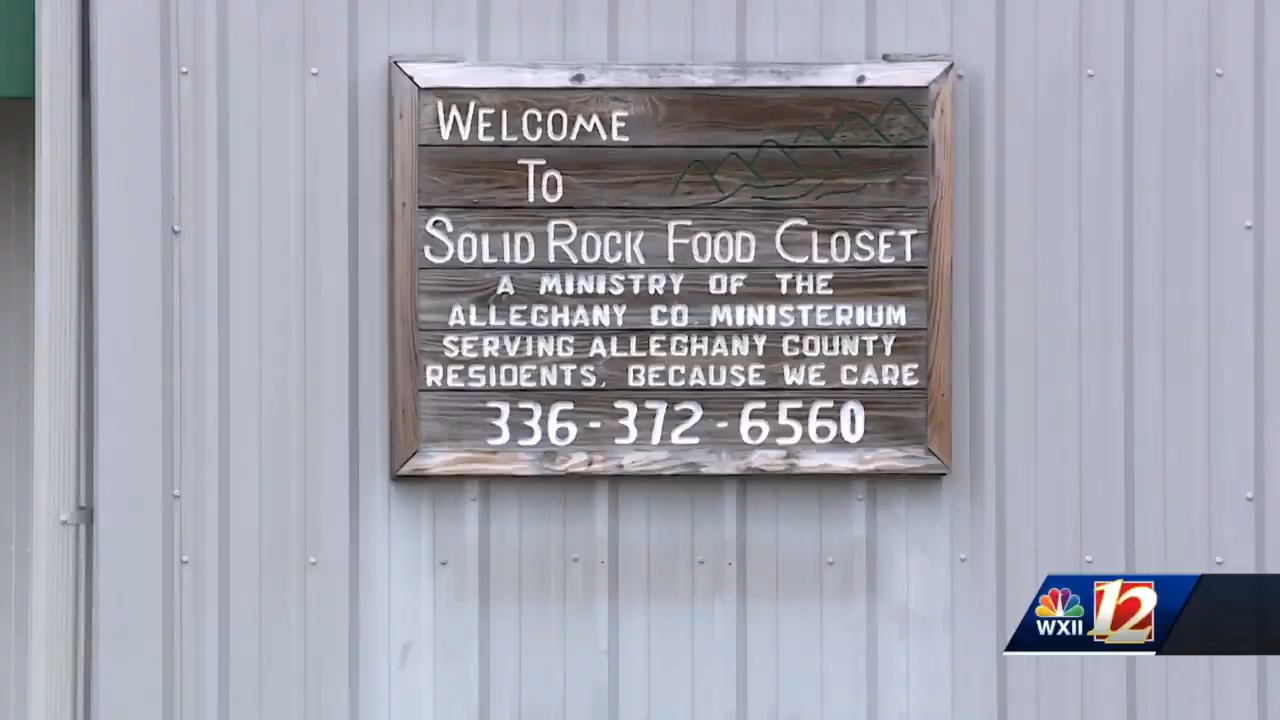 WELCOME
TO
SOLID ROCK FOOD CLOSET
A MINISTRY OF THE
ALLEGHANY CO. MINISTERIUM
SERVING ALLEGHANY COUNTY
RESIDENTS, BECAUSE WE CARE
336-372-6560
WXII 12